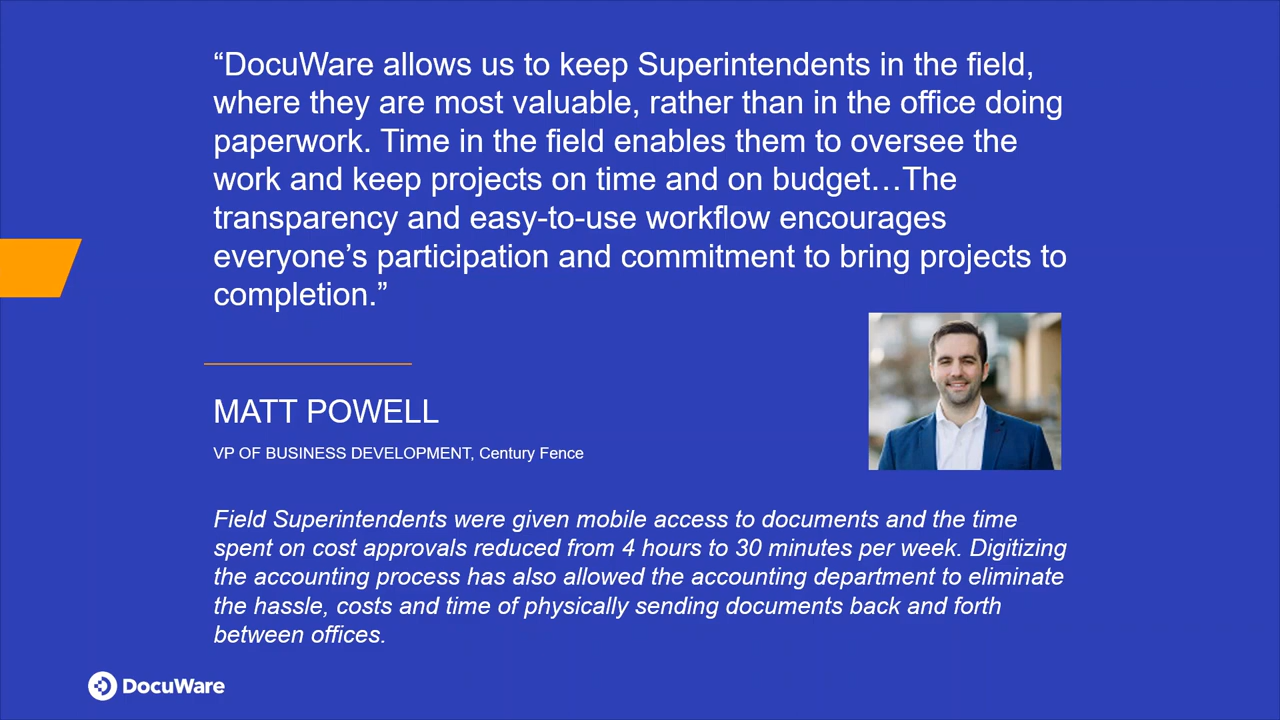 “DocuWare allows us to keep Superintendents in the field,
where they are most valuable, rather than in the office doing
paperwork. Time in the field enables them to oversee the
work and keep projects on time and on budget…The
transparency and easy-to-use workflow encourages
everyone’s participation and commitment to bring projects to
completion.”
MATT POWELL
VP OF BUSINESS DEVELOPMENT, Century Fence
Field Superintendents were given mobile access to documents and the time
spent on cost approvals reduced from 4 hours to 30 minutes per week. Digitizing
the accounting process has also allowed the accounting department to eliminate
the hassle, costs and time of physically sending documents back and forth
between offices.
DocuWare